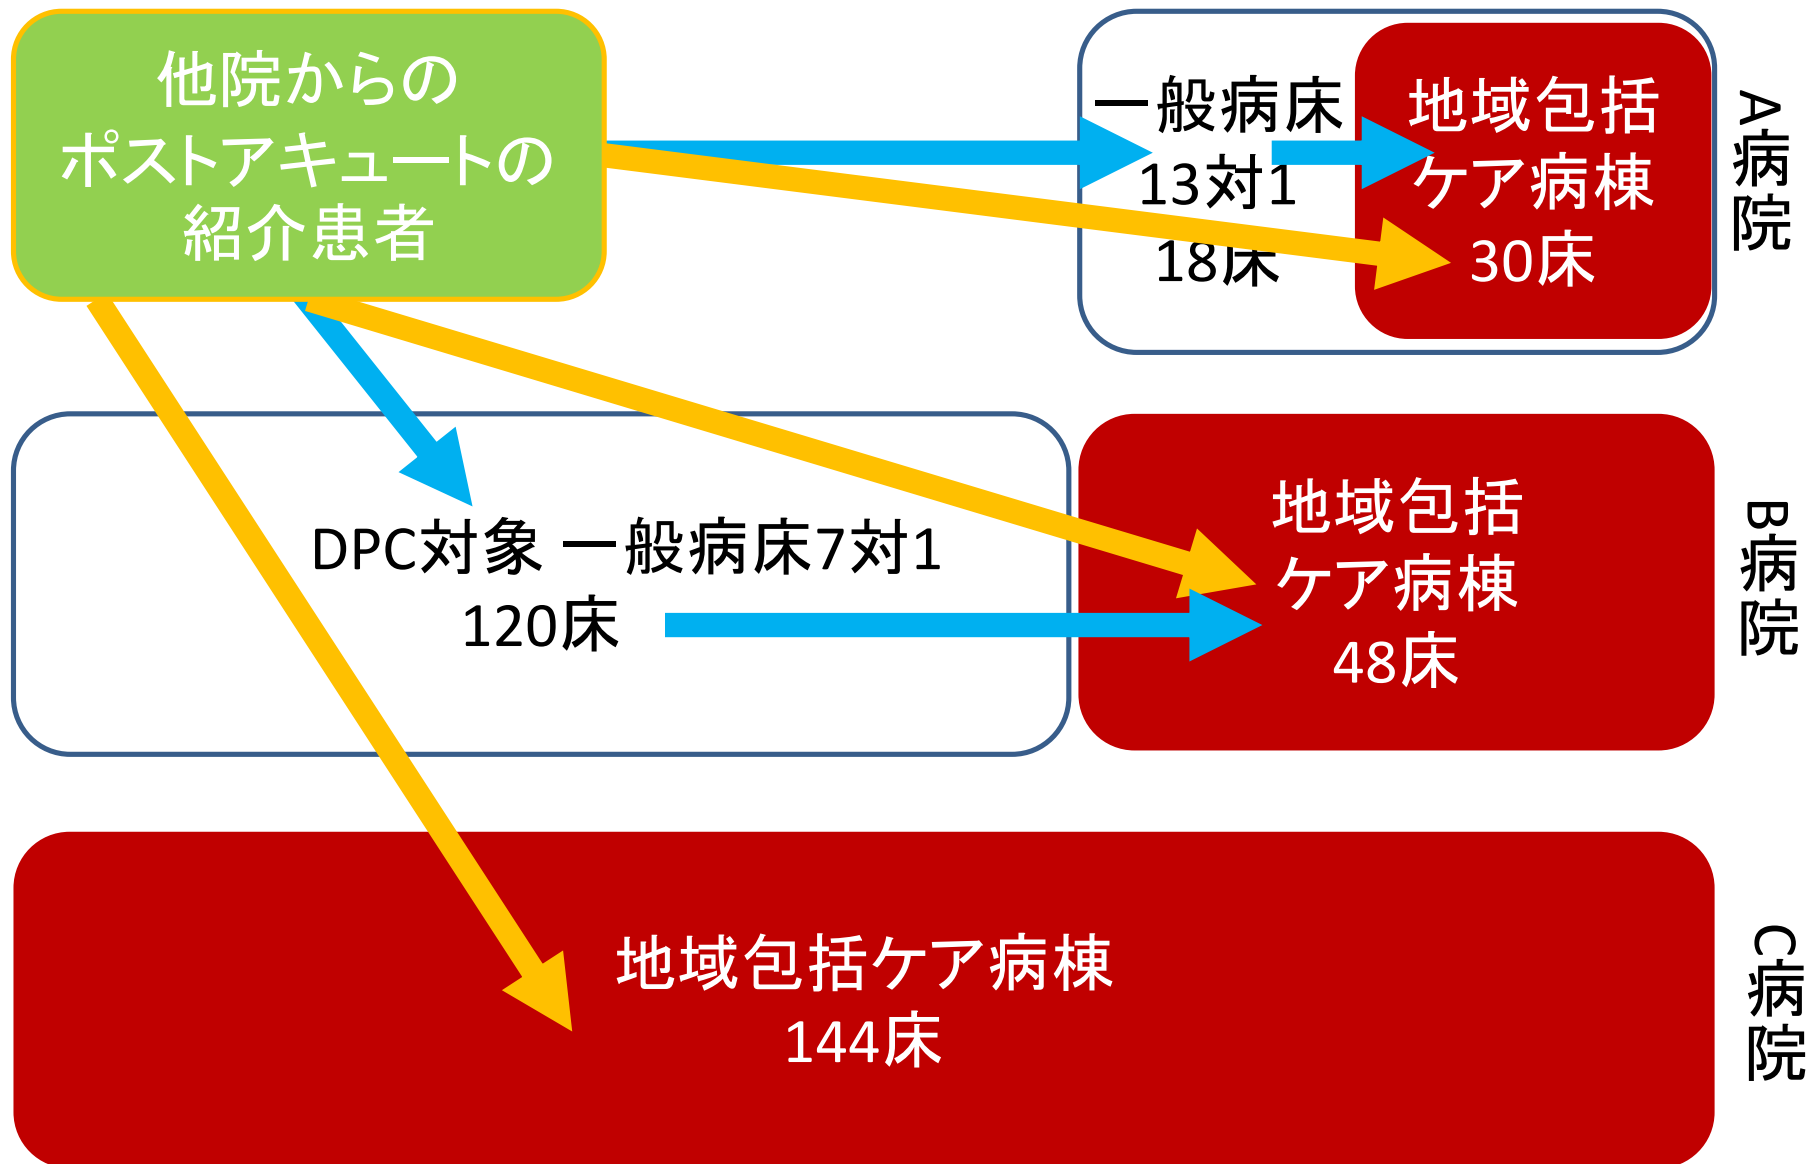 他院からの
ポストアキュートの
紹介患者
一般病床
13対1
18床
地域包括
ケア病棟
30床
A病院
DPC対象 一般病床7対1
120床
地域包括
ケア病棟
48床
B病院
地域包括ケア病棟
144床
C病院